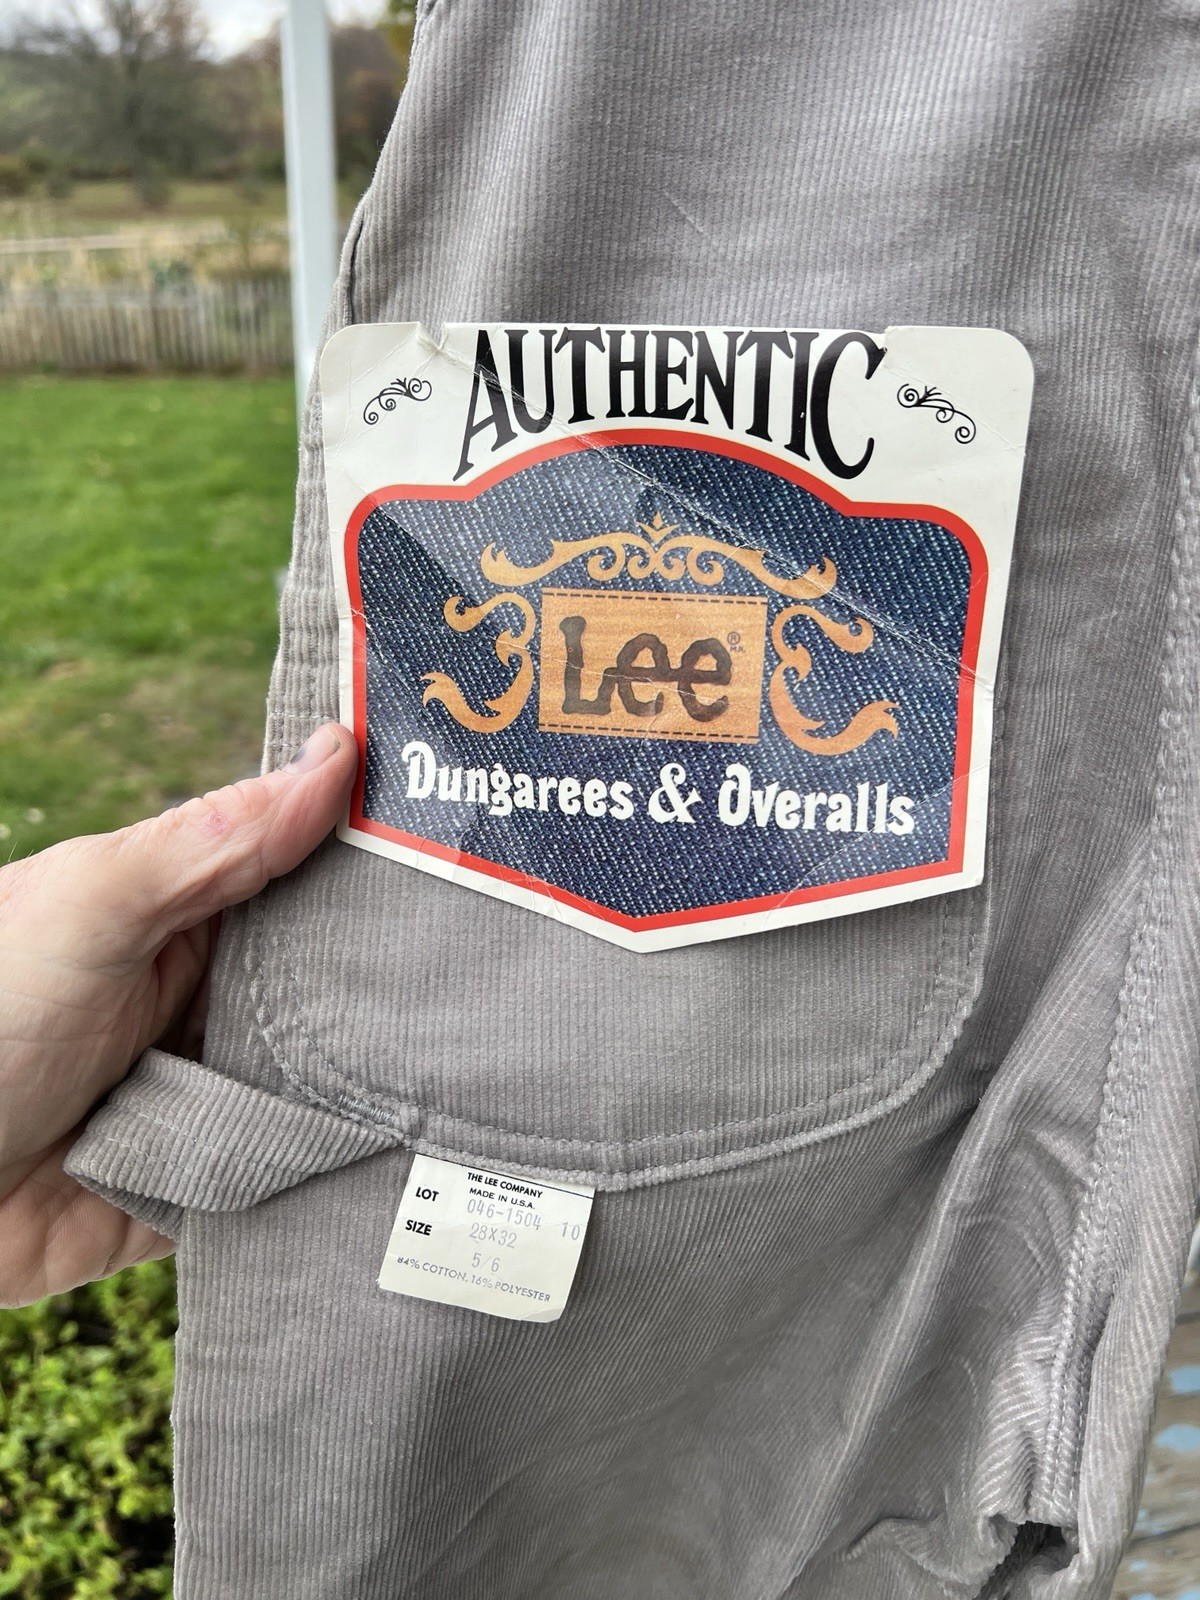 AUTHENTIC
Lee ®
M.R.
Dungarees & Overalls
THE LEE COMPANY
MADE IN U.S.A.
LOT 046-1504 10
SIZE 28X32
5/6
84% COTTON, 16% POLYESTER